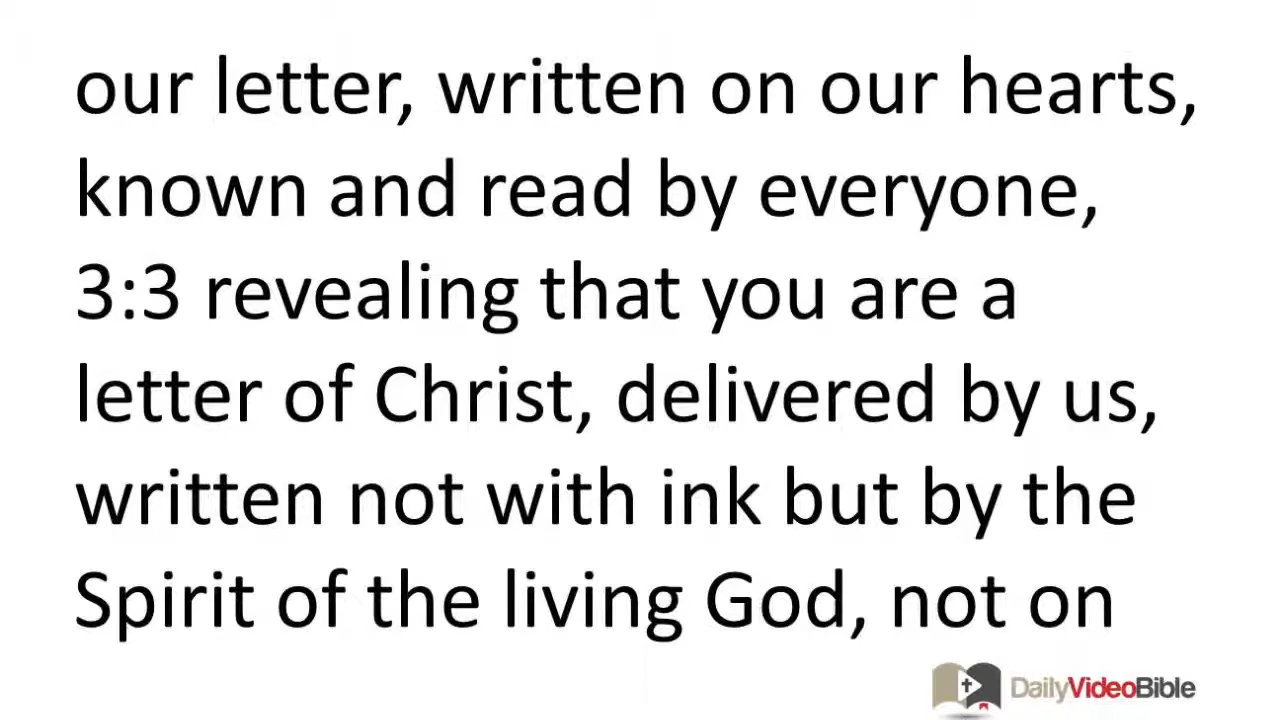 our letter, written on our hearts,
known and read by everyone,
3:3 revealing that you are a
letter of Christ, delivered by us,
written not with ink but by the
Spirit of the living God, not on
DailyVideoBible